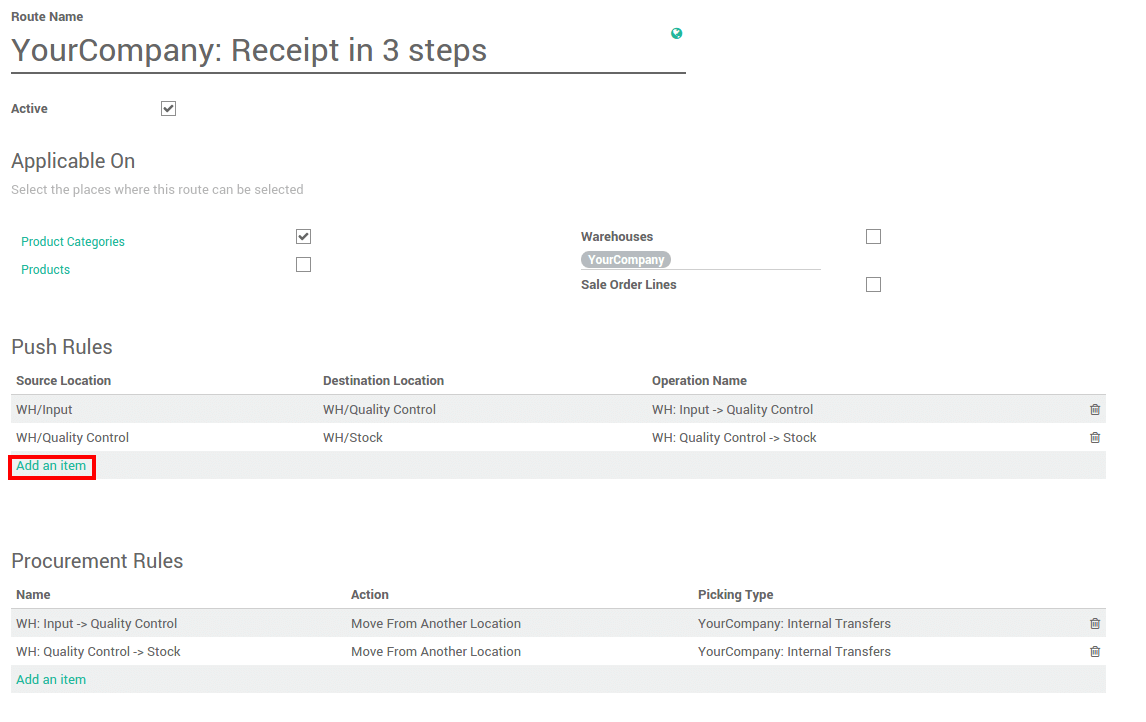 Route Name
YourCompany: Receipt in 3 steps
Active
Applicable On
Select the places where this route can be selected
Product Categories
Products
Warehouses
YourCompany
Sale Order Lines
Push Rules
Source Location Destination Location Operation Name
WH/Input WH/Quality Control WH: Input -> Quality Control
WH/Quality Control WH/Stock WH: Quality Control -> Stock
Add an item
Procurement Rules
Name Action Picking Type
WH: Input -> Quality Control Move From Another Location YourCompany: Internal Transfers
WH: Quality Control -> Stock Move From Another Location YourCompany: Internal Transfers
Add an item